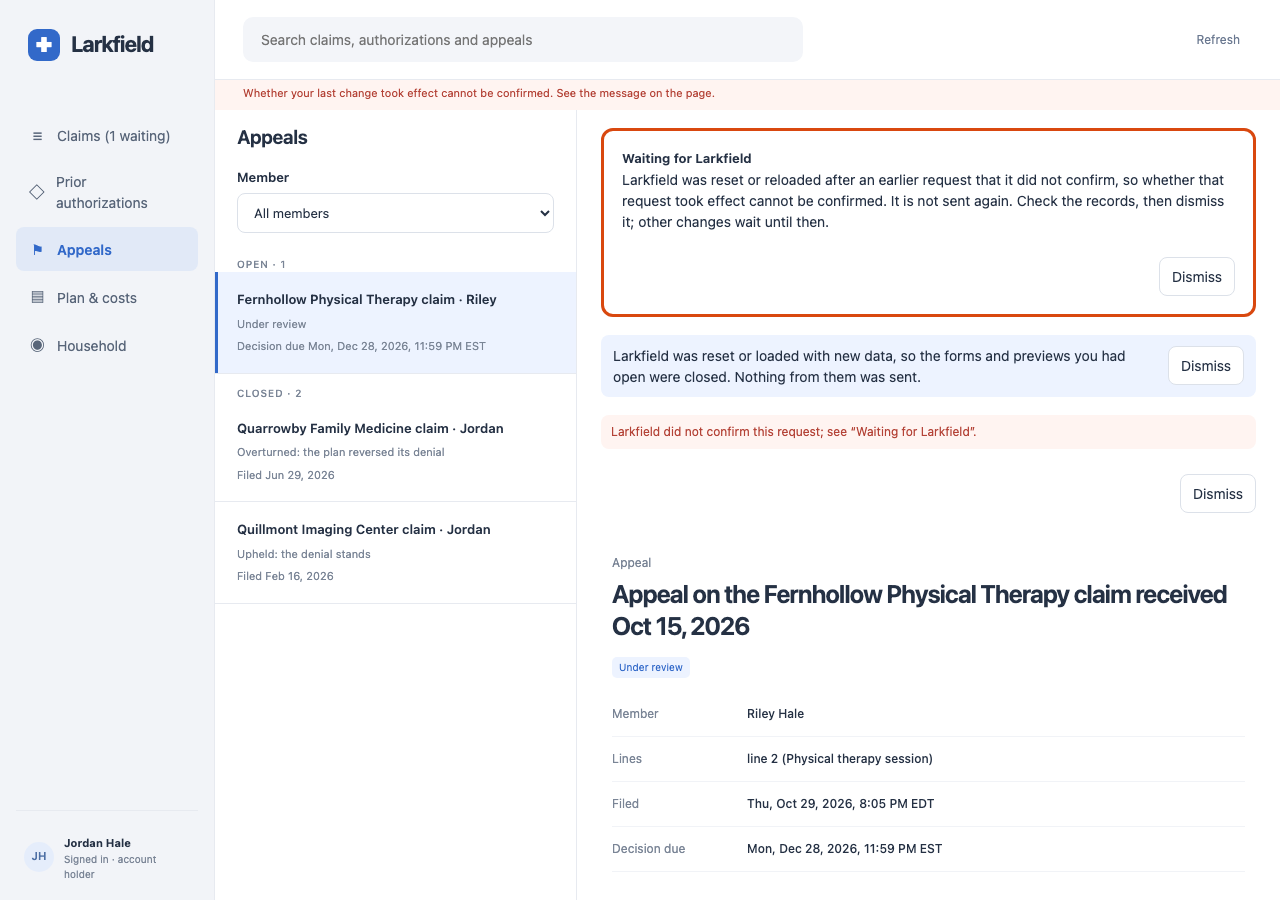 Larkfield
Claims (1 waiting)
Prior
authorizations
Appeals
Plan & costs
Household
JH
Jordan Hale
Signed in · account
holder
Search claims, authorizations and appeals
Refresh
Whether your last change took effect cannot be confirmed. See the message on the page.
Appeals
Member
All members
OPEN · 1
Fernhollow Physical Therapy claim · Riley
Under review
Decision due Mon, Dec 28, 2026, 11:59 PM EST
CLOSED · 2
Quarrowby Family Medicine claim · Jordan
Overturned: the plan reversed its denial
Filed Jun 29, 2026
Quillmont Imaging Center claim · Jordan
Upheld: the denial stands
Filed Feb 16, 2026
Waiting for Larkfield
Larkfield was reset or reloaded after an earlier request that it did not confirm, so whether that
request took effect cannot be confirmed. It is not sent again. Check the records, then dismiss
it; other changes wait until then.
Dismiss
Larkfield was reset or loaded with new data, so the forms and previews you had
open were closed. Nothing from them was sent.
Dismiss
Larkfield did not confirm this request; see “Waiting for Larkfield”.
Dismiss
Appeal
Appeal on the Fernhollow Physical Therapy claim received
Oct 15, 2026
Under review
Member Riley Hale
Lines line 2 (Physical therapy session)
Filed Thu, Oct 29, 2026, 8:05 PM EDT
Decision due Mon, Dec 28, 2026, 11:59 PM EST